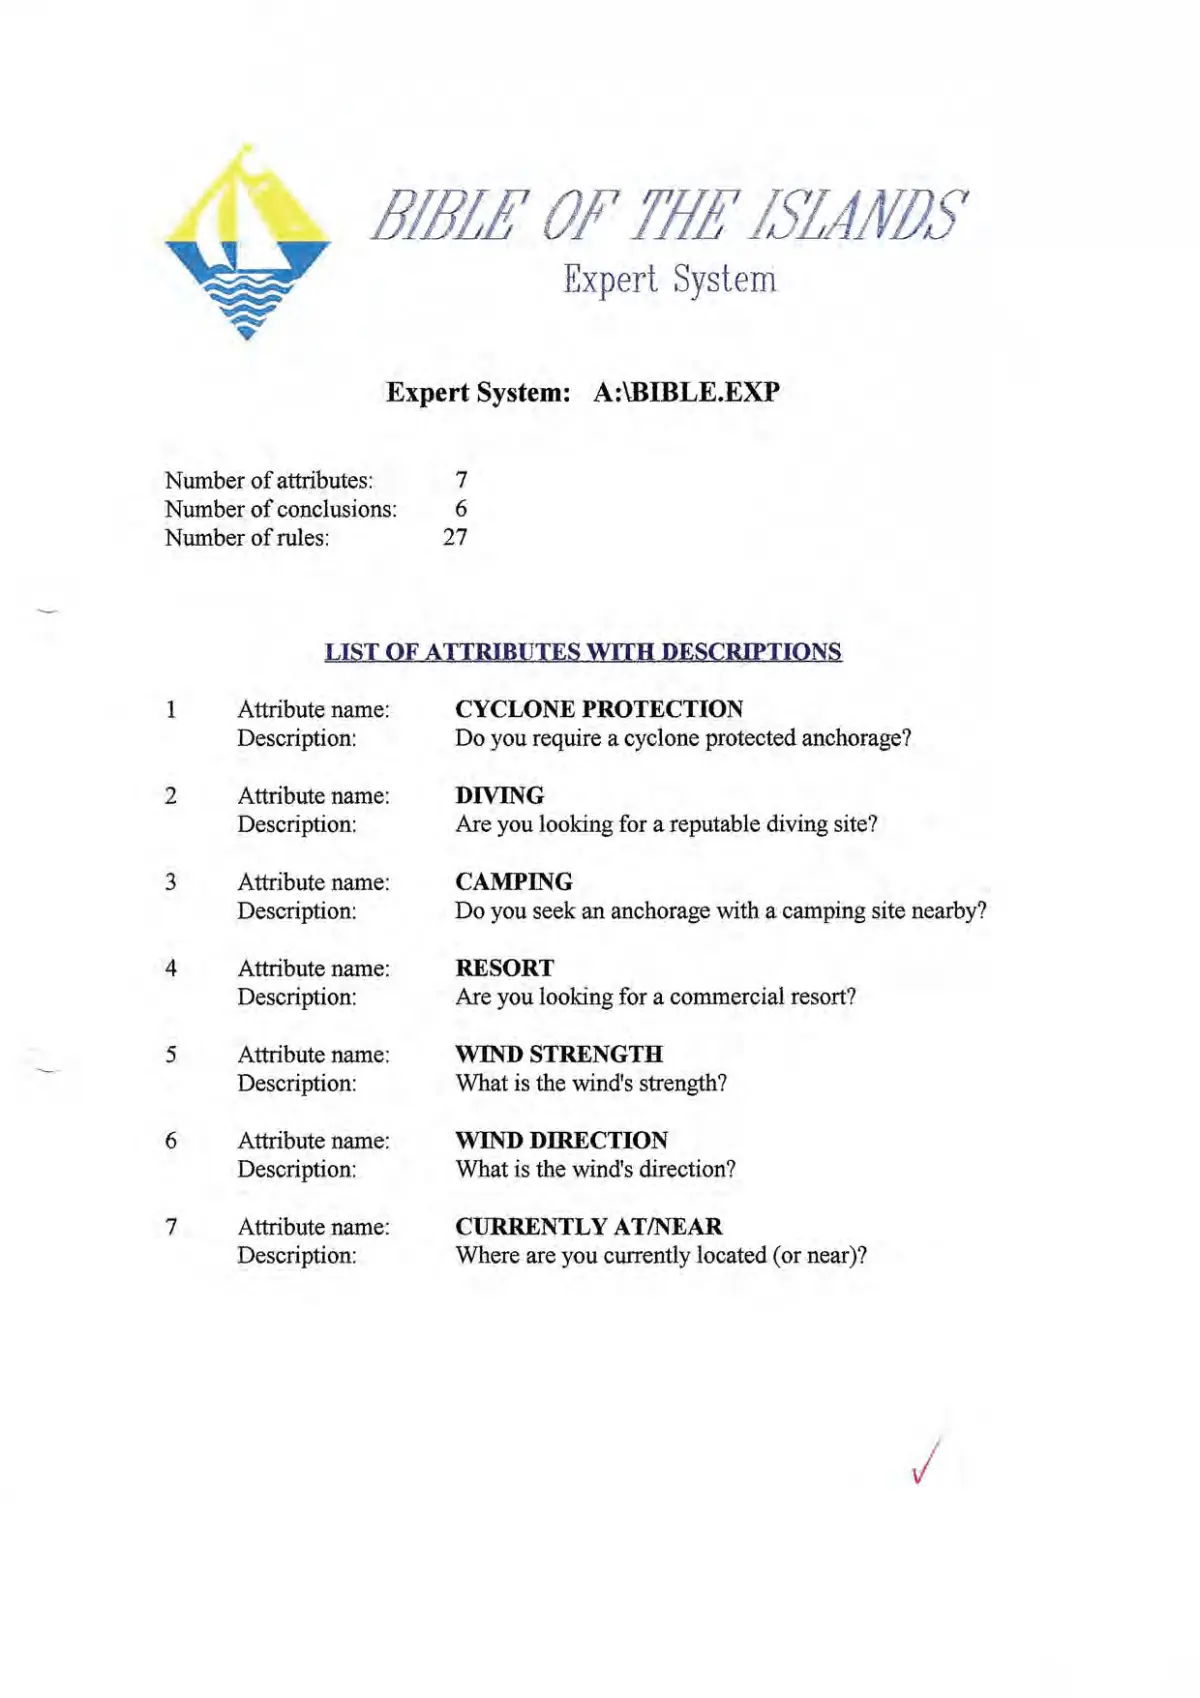 BIBLE OF THE ISLANDS
Expert System
Expert System: A:\BIBLE.EXP
Number of attributes: 7
Number of conclusions: 6
Number of rules: 27
LIST OF ATTRIBUTES WITH DESCRIPTIONS
1 Attribute name: CYCLONE PROTECTION
Description: Do you require a cyclone protected anchorage?
2 Attribute name: DIVING
Description: Are you looking for a reputable diving site?
3 Attribute name: CAMPING
Description: Do you seek an anchorage with a camping site nearby?
4 Attribute name: RESORT
Description: Are you looking for a commercial resort?
5 Attribute name: WIND STRENGTH
Description: What is the wind's strength?
6 Attribute name: WIND DIRECTION
Description: What is the wind's direction?
7 Attribute name: CURRENTLY AT/NEAR
Description: Where are you currently located (or near)?